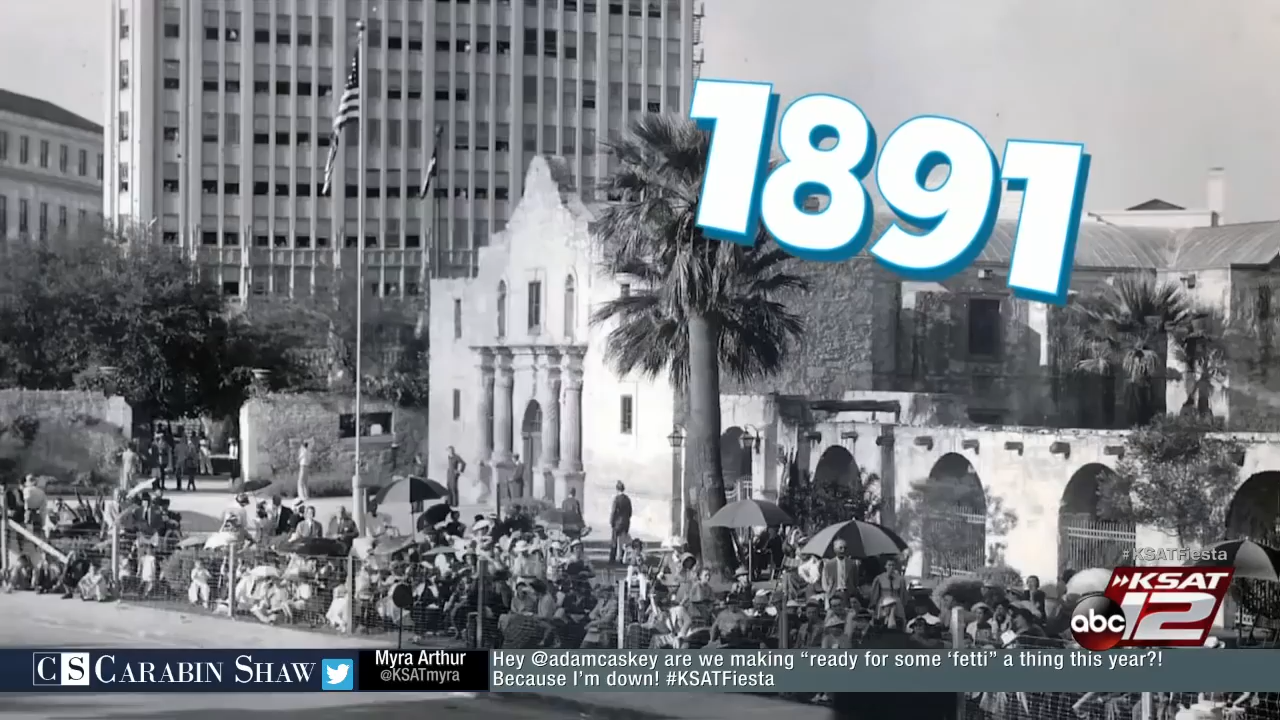 1891
#KSATFiesta
KSAT
abc 12
CS CARABIN SHAW
Myra Arthur
@KSATmyra
Hey @adamcaskey are we making “ready for some ‘fetti” a thing this year?!
Because I’m down! #KSATFiesta